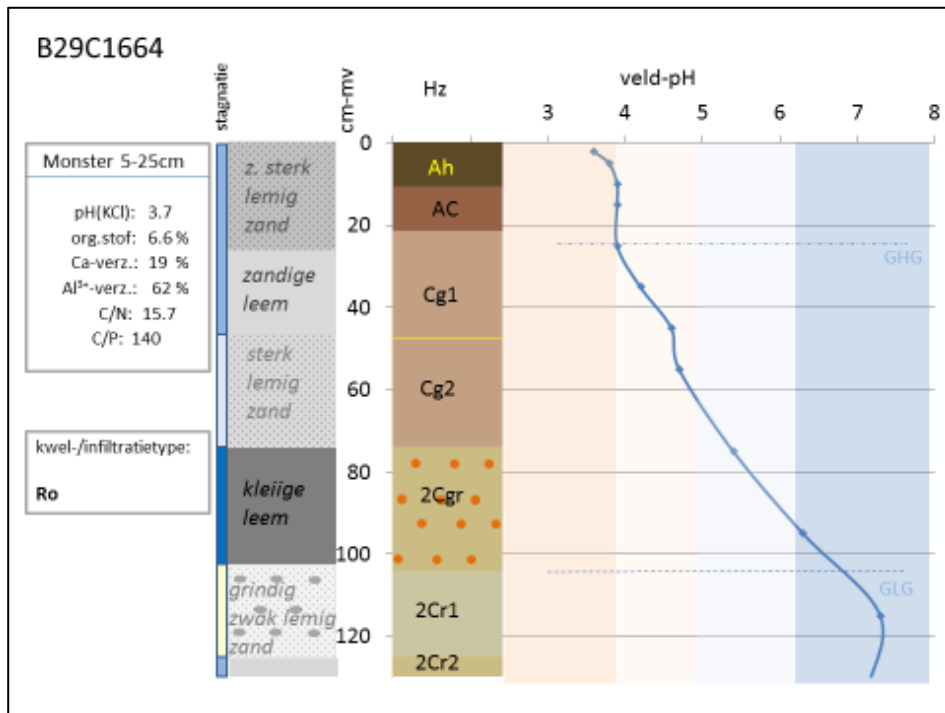 B29C1664
stagnatie
cm-mv
Hz
veld-pH
3 4 5 6 7 8
Monster 5-25cm
pH(KCl): 3.7
org.stof: 6.6 %
Ca-verz.: 19 %
Al³⁺-verz.: 62 %
C/N: 15.7
C/P: 140
kwel-/infiltratietype:
Ro
z. sterk
lemig
zand
zandige
leem
sterk
lemig
zand
kleiige
leem
grindig
zwak lemig
zand
0
20
40
60
80
100
120
Ah
AC
Cg1
Cg2
2Cgr
2Cr1
2Cr2
GHG
GLG